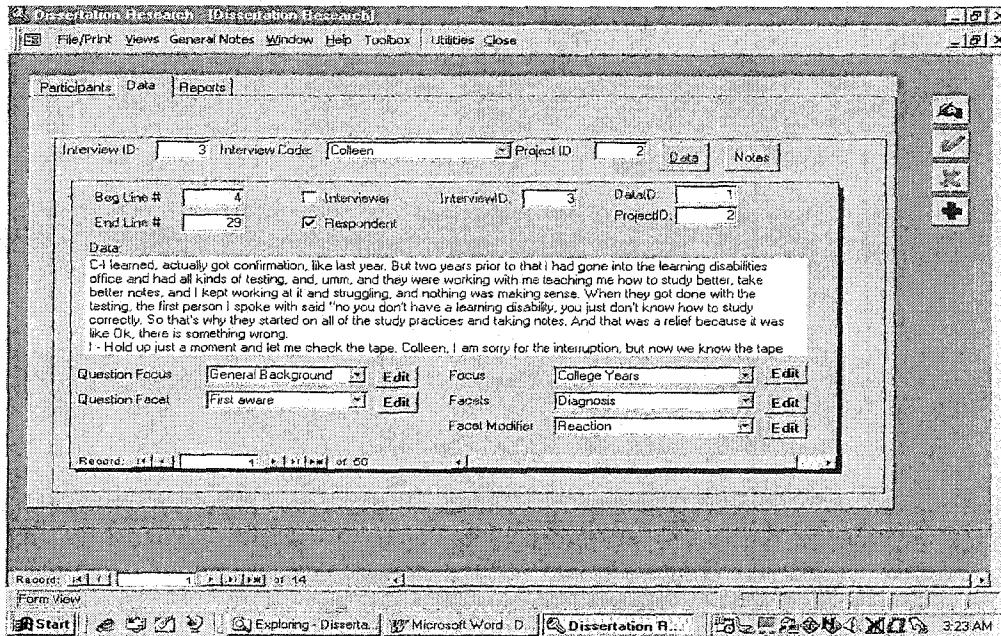 Dissertation Research - [Dissertation Research]
File/Print Views General Notes Window Help Toolbox Utilities Close
Participants Data Reports
Interview ID: 3 Interview Code: Colleen Project ID 2 Data Notes
Beg Line # 4 Interviewer InterviewID: 3 DataID: 1
End Line # 29 Respondent ProjectID: 2
Data:
C-I learned, actually got confirmation, like last year. But two years prior to that I had gone into the learning disabilities
office and had all kinds of testing, and, umm, and they were working with me teaching me how to study better, take
better notes, and I kept working at it and struggling, and nothing was making sense. When they got done with the
testing, the first person I spoke with said "no you don't have a learning disability, you just don't know how to study
correctly. So that's why they started on all of the study practices and taking notes. And that was a relief because it was
like Ok, there is something wrong.
I - Hold up just a moment and let me check the tape. Colleen, I am sorry for the interruption, but now we know the tape
Question Focus General Background Edit Focus College Years Edit
Question Facet First aware Edit Facets Diagnosis Edit
Facet Modifier Reaction Edit
Record: 1 of 50
Record: 1 of 14
Form View
Start Exploring - Disserta... Microsoft Word - D... Dissertation R... 3:23 AM